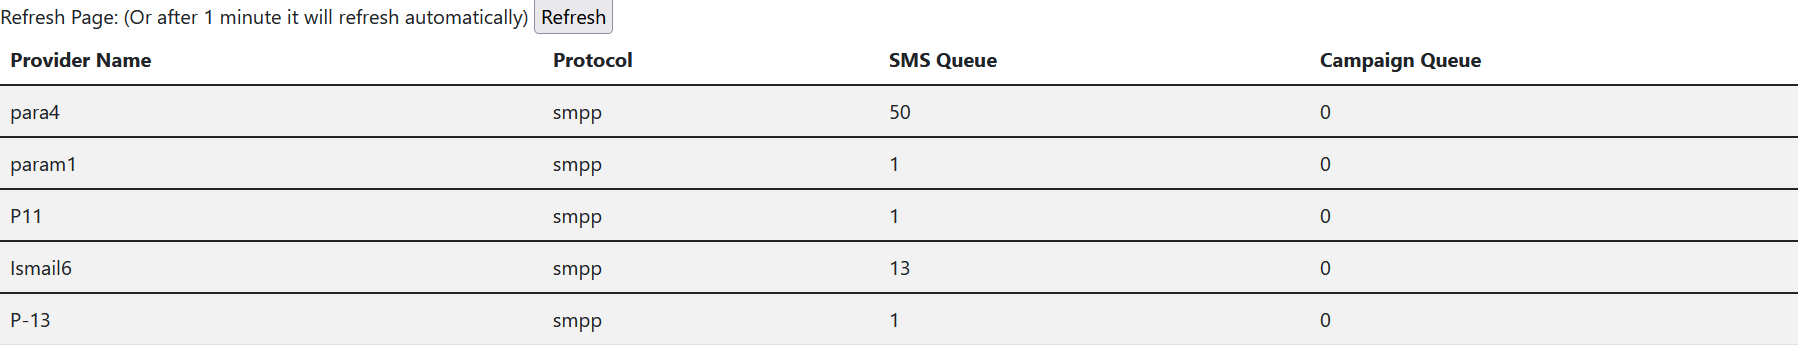 Refresh Page: (Or after 1 minute it will refresh automatically) Refresh
Provider Name Protocol SMS Queue Campaign Queue
para4 smpp 50 0
param1 smpp 1 0
P11 smpp 1 0
Ismail6 smpp 13 0
P-13 smpp 1 0